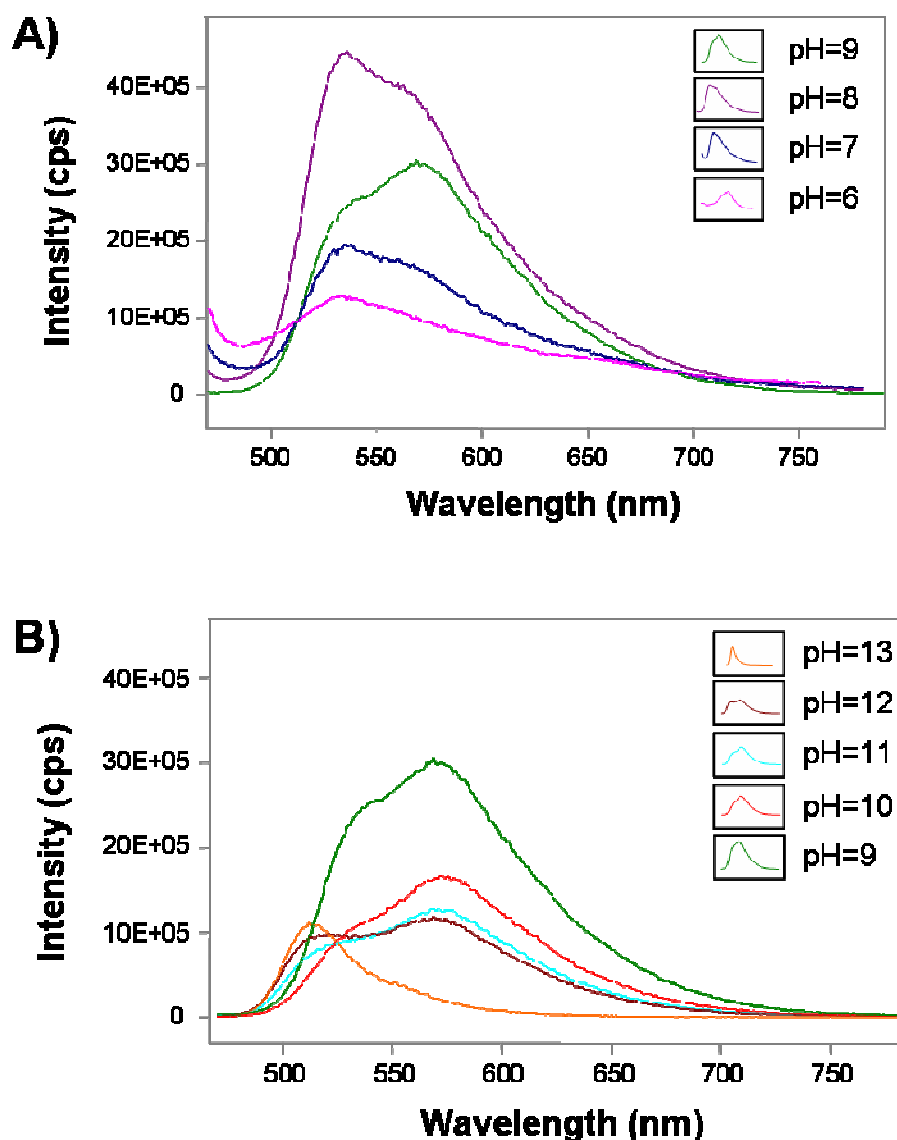 A)
Intensity (cps)
40E+05
30E+05
20E+05
10E+05
0
pH=9
pH=8
pH=7
pH=6
500 550 600 650 700 750
Wavelength (nm)
B)
Intensity (cps)
40E+05
30E+05
20E+05
10E+05
0
pH=13
pH=12
pH=11
pH=10
pH=9
500 550 600 650 700 750
Wavelength (nm)